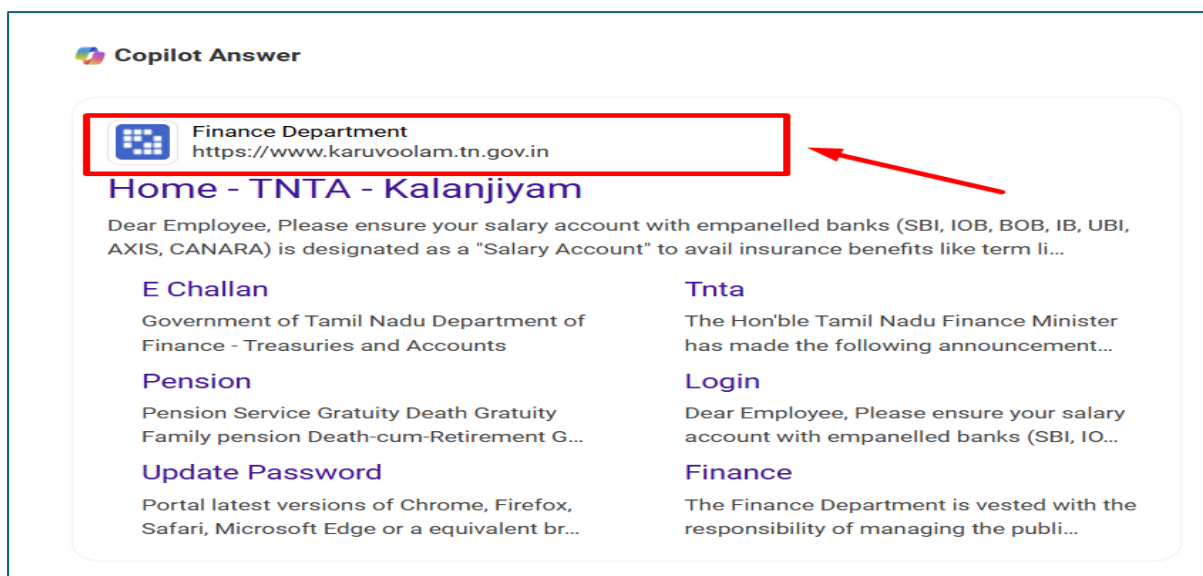 Copilot Answer
Finance Department
https://www.karuvoolam.tn.gov.in
Home - TNTA - Kalanjiyam
Dear Employee, Please ensure your salary account with empanelled banks (SBI, IOB, BOB, IB, UBI,
AXIS, CANARA) is designated as a "Salary Account" to avail insurance benefits like term li...
E Challan
Government of Tamil Nadu Department of
Finance - Treasuries and Accounts
Tnta
The Hon'ble Tamil Nadu Finance Minister
has made the following announcement...
Pension
Pension Service Gratuity Death Gratuity
Family pension Death-cum-Retirement G...
Login
Dear Employee, Please ensure your salary
account with empanelled banks (SBI, IO...
Update Password
Portal latest versions of Chrome, Firefox,
Safari, Microsoft Edge or a equivalent br...
Finance
The Finance Department is vested with the
responsibility of managing the publi...